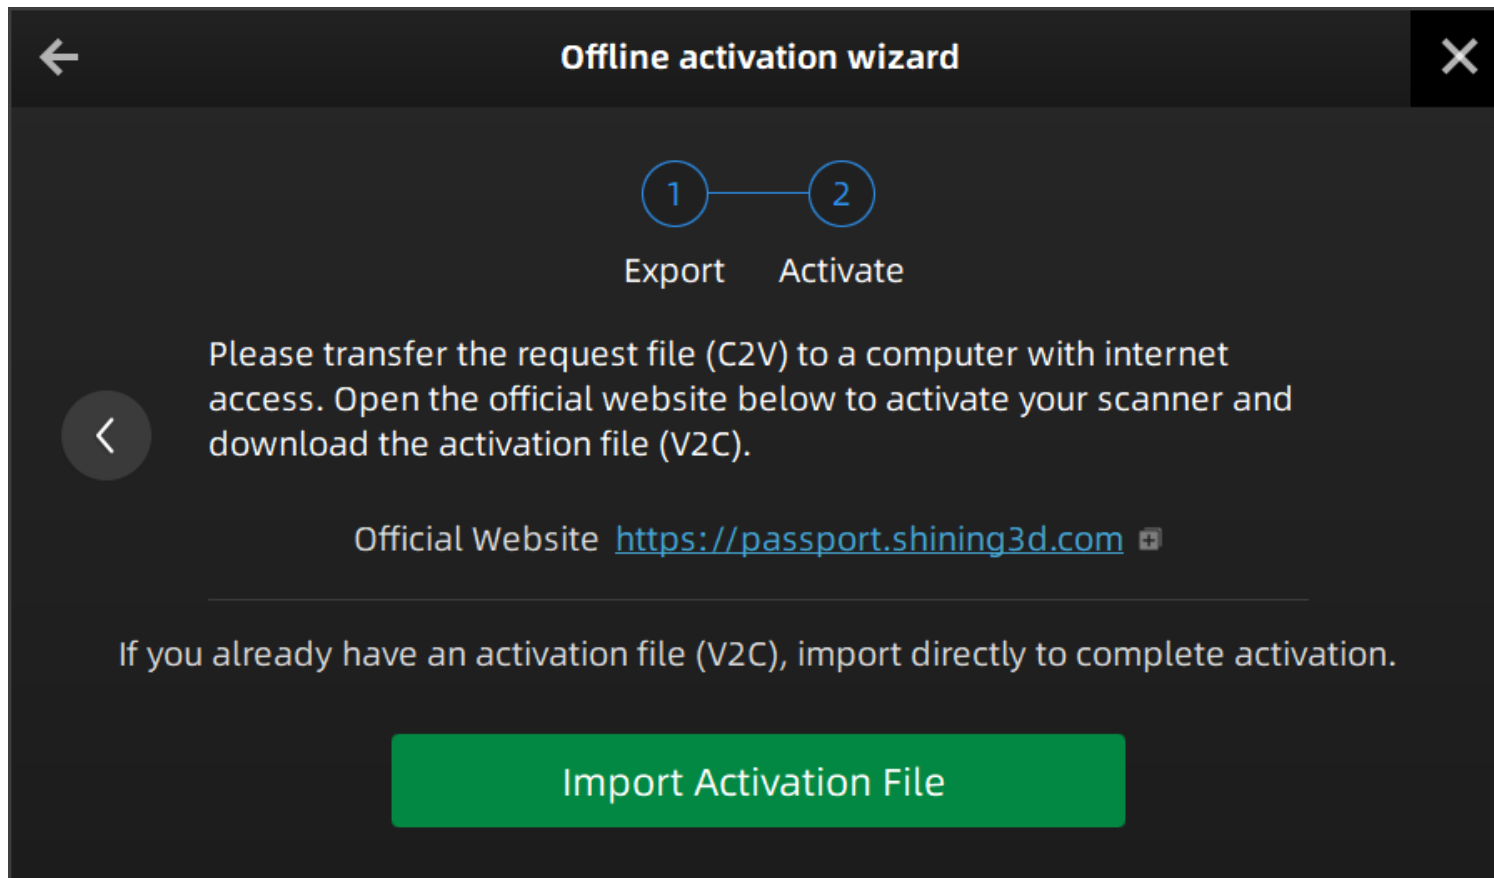 Offline activation wizard
1 2
Export Activate
Please transfer the request file (C2V) to a computer with internet
access. Open the official website below to activate your scanner and
download the activation file (V2C).
Official Website https://passport.shining3d.com
If you already have an activation file (V2C), import directly to complete activation.
Import Activation File